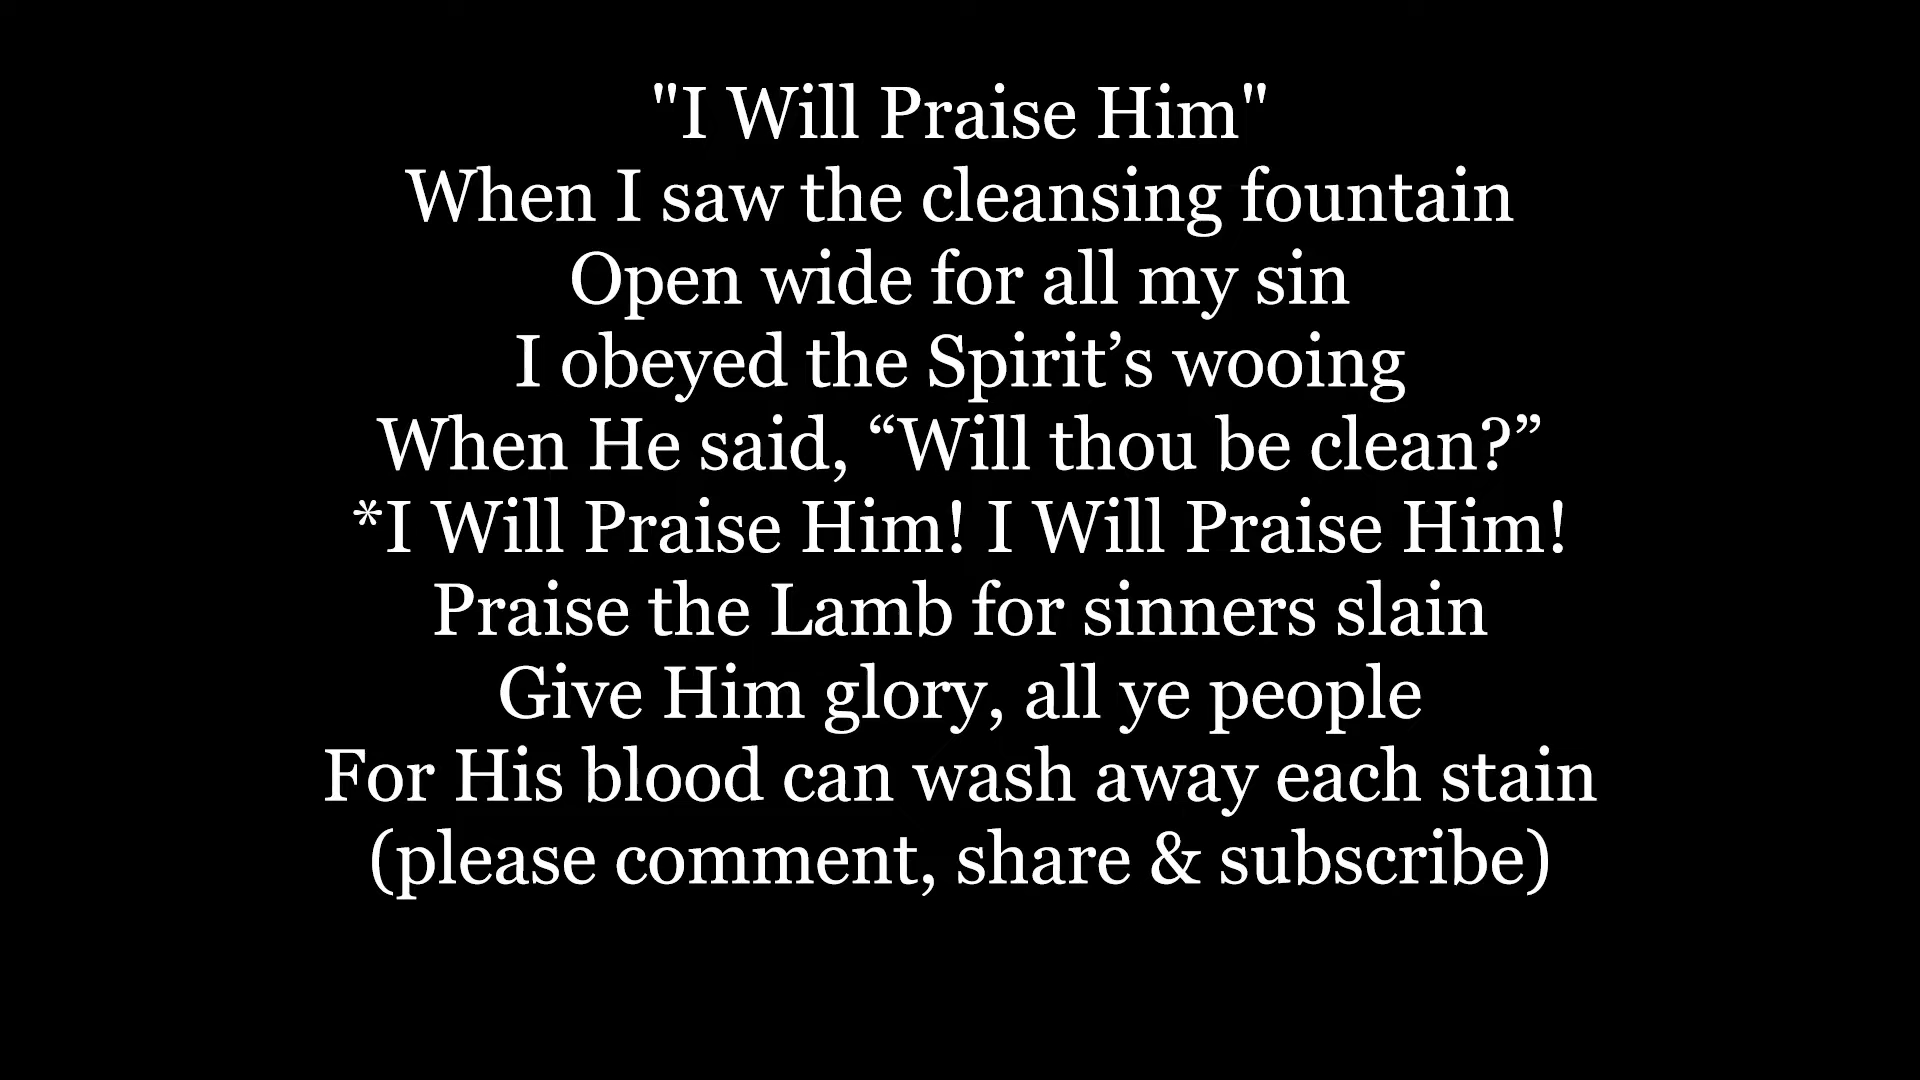 "I Will Praise Him"
When I saw the cleansing fountain
Open wide for all my sin
I obeyed the Spirit’s wooing
When He said, “Will thou be clean?”
*I Will Praise Him! I Will Praise Him!
Praise the Lamb for sinners slain
Give Him glory, all ye people
For His blood can wash away each stain
(please comment, share & subscribe)